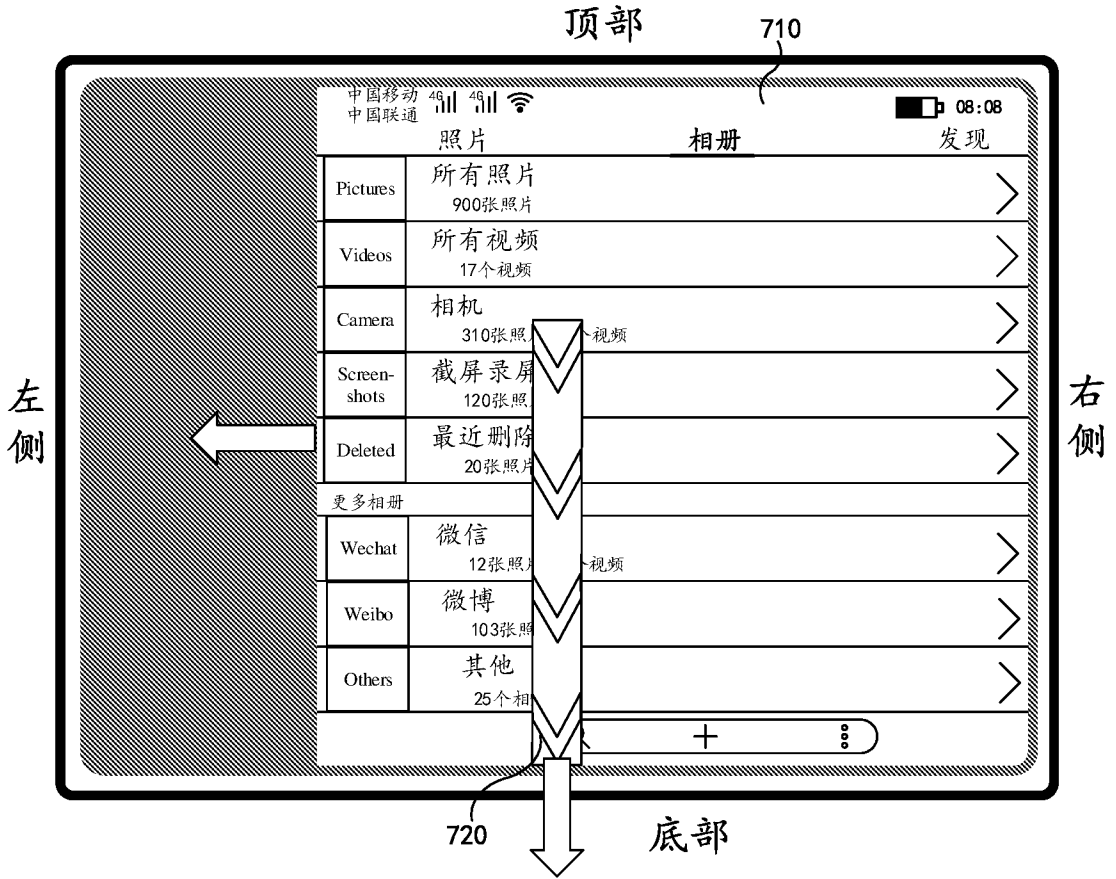 顶部
710
中国移动 4G 4G 08:08
中国联通
照片 相册 发现
Pictures 所有照片
900张照片
Videos 所有视频
17个视频
Camera 相机
310张照 视频
Screen-
shots
截屏录屏
120张照
Deleted 最近删除
20张照片
更多相册
Wechat 微信
12张照 视频
Weibo 微博
103张照
Others 其他
25个相
左侧
右侧
720
底部